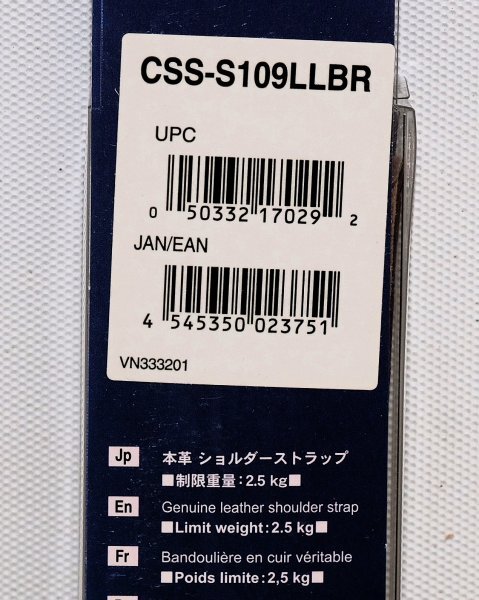 CSS-S109LLBR
UPC
0 50332 17029 2
JAN/EAN
4 545350 023751
VN333201
Jp 本革 ショルダーストラップ
■制限重量：2.5 kg■
En Genuine leather shoulder strap
■Limit weight：2.5 kg■
Fr Bandoulière en cuir véritable
■Poids limite：2,5 kg■